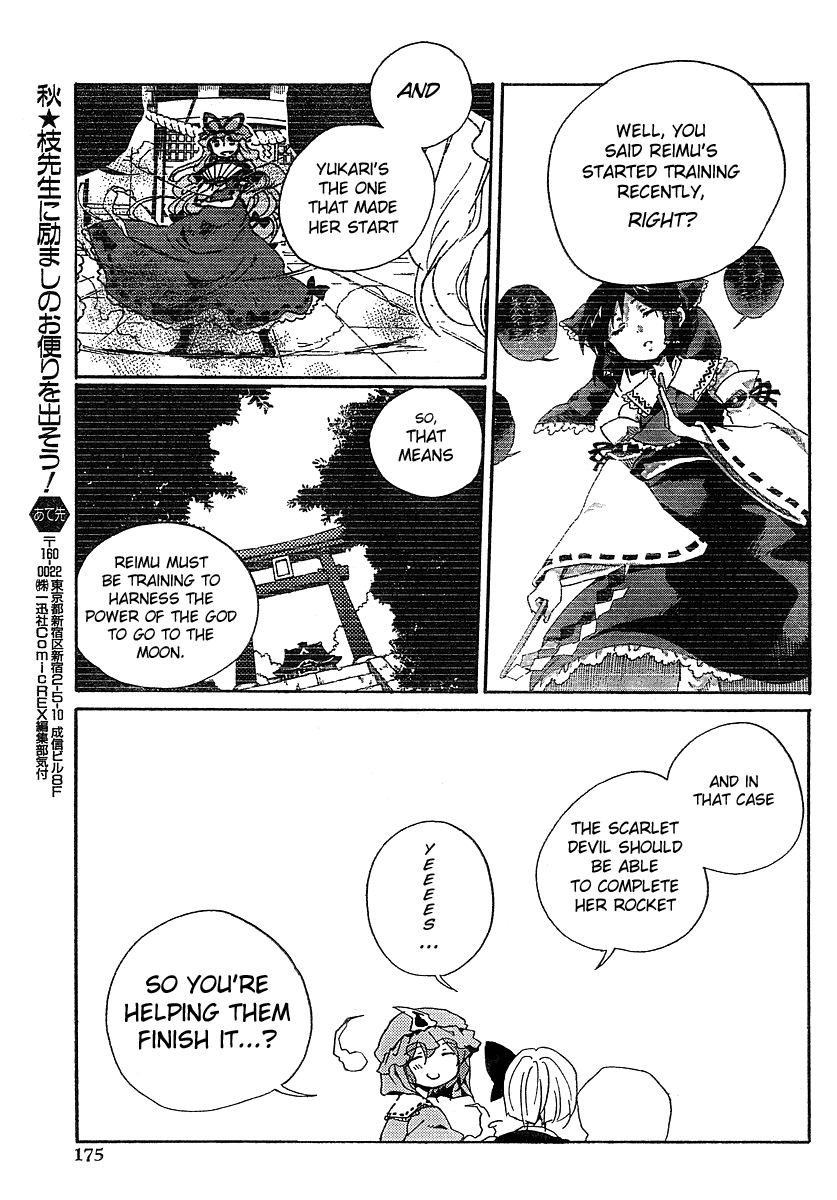 WELL, YOU
SAID REIMU'S
STARTED TRAINING
RECENTLY,
RIGHT?
AND
YUKARI'S
THE ONE
THAT MADE
HER START
SO,
THAT
MEANS
REIMU MUST
BE TRAINING TO
HARNESS THE
POWER OF THE GOD
TO GO TO THE
MOON.
AND IN
THAT CASE
THE SCARLET
DEVIL SHOULD
BE ABLE
TO COMPLETE
HER ROCKET
YEEEES...
SO YOU'RE
HELPING THEM
FINISH IT...?
秋★枝先生に励ましのお便りを出そう!
あて先
〒160-0022 東京都新宿区新宿2-5-10 成信ビル8F
㈱一迅社ComicREX編集部気付
175